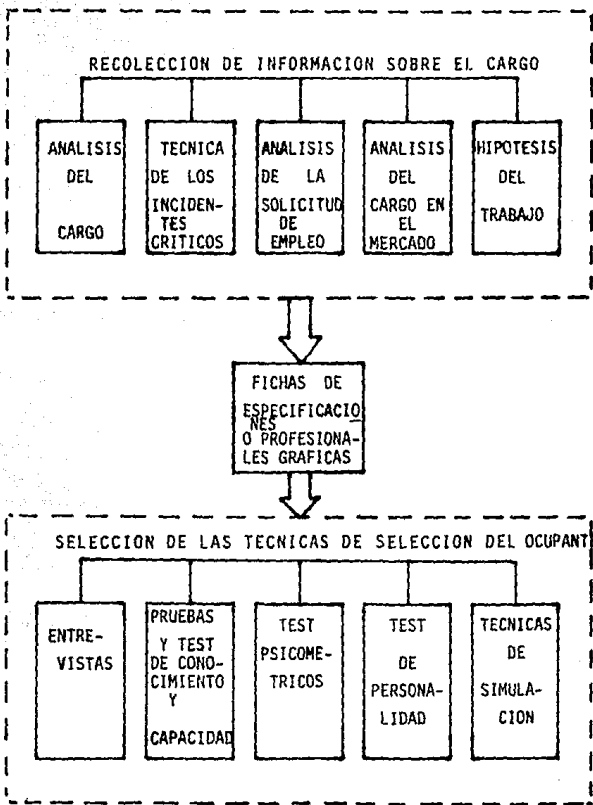 RECOLECCION DE INFORMACION SOBRE EL CARGO
ANALISIS
DEL
CARGO
TECNICA
DE LOS
INCIDEN-
TES
CRITICOS
ANALISIS
DE LA
SOLICITUD
DE
EMPLEO
ANALISIS
DEL
CARGO EN
EL
MERCADO
HIPOTESIS
DEL
TRABAJO
FICHAS DE
ESPECIFICACIO
NES
O PROFESIONA-
LES GRAFICAS
SELECCION DE LAS TECNICAS DE SELECCION DEL OCUPANT
ENTRE-
VISTAS
PRUEBAS
Y TEST
DE CONO-
CIMIENTO
Y
CAPACIDAD
TEST
PSICOME-
TRICOS
TEST
DE
PERSONA-
LIDAD
TECNICAS
DE
SIMULA-
CION